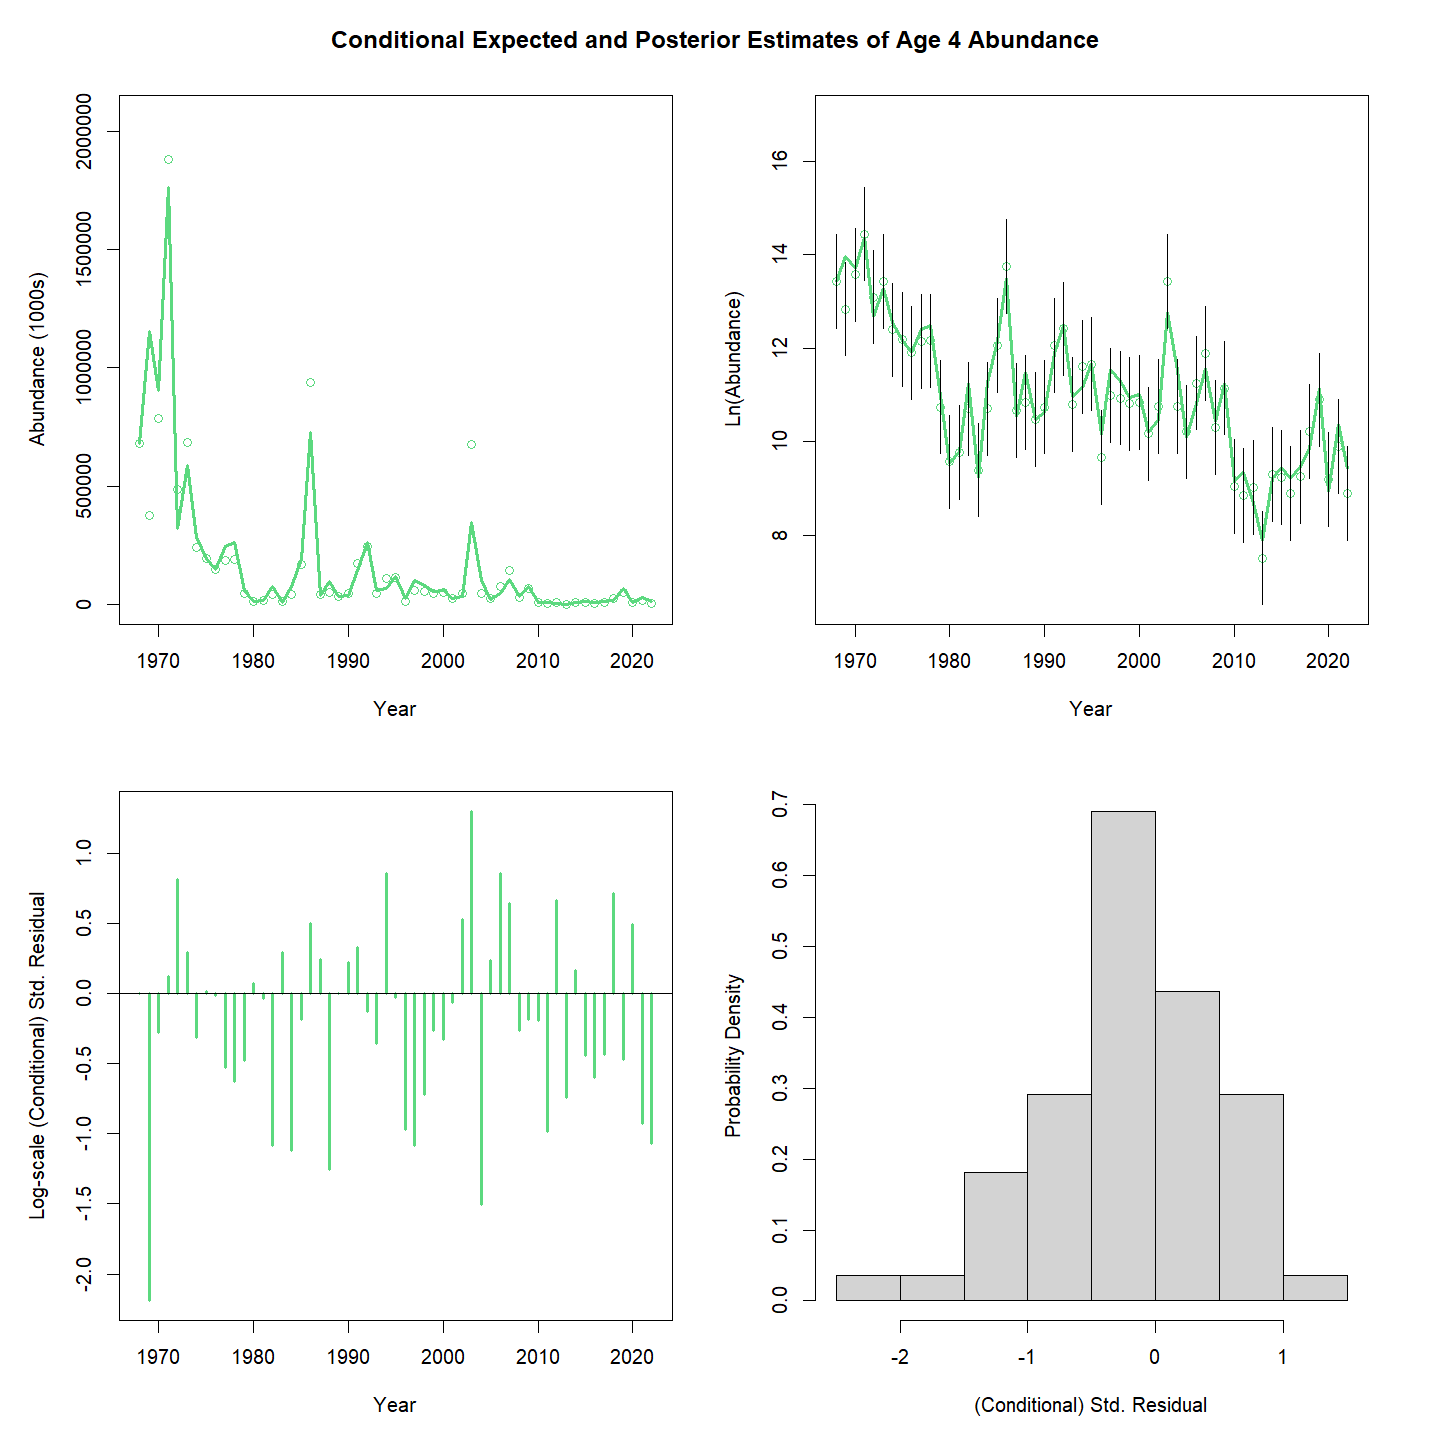 Conditional Expected and Posterior Estimates of Age 4 Abundance
Abundance (1000s)
2000000
1500000
1000000
500000
0
1970 1980 1990 2000 2010 2020
Year
Ln(Abundance)
16
14
12
10
8
1970 1980 1990 2000 2010 2020
Year
Log-scale (Conditional) Std. Residual
1.0
0.5
0.0
-0.5
-1.0
-1.5
-2.0
1970 1980 1990 2000 2010 2020
Year
Probability Density
0.7
0.6
0.5
0.4
0.3
0.2
0.1
0.0
-2 -1 0 1
(Conditional) Std. Residual